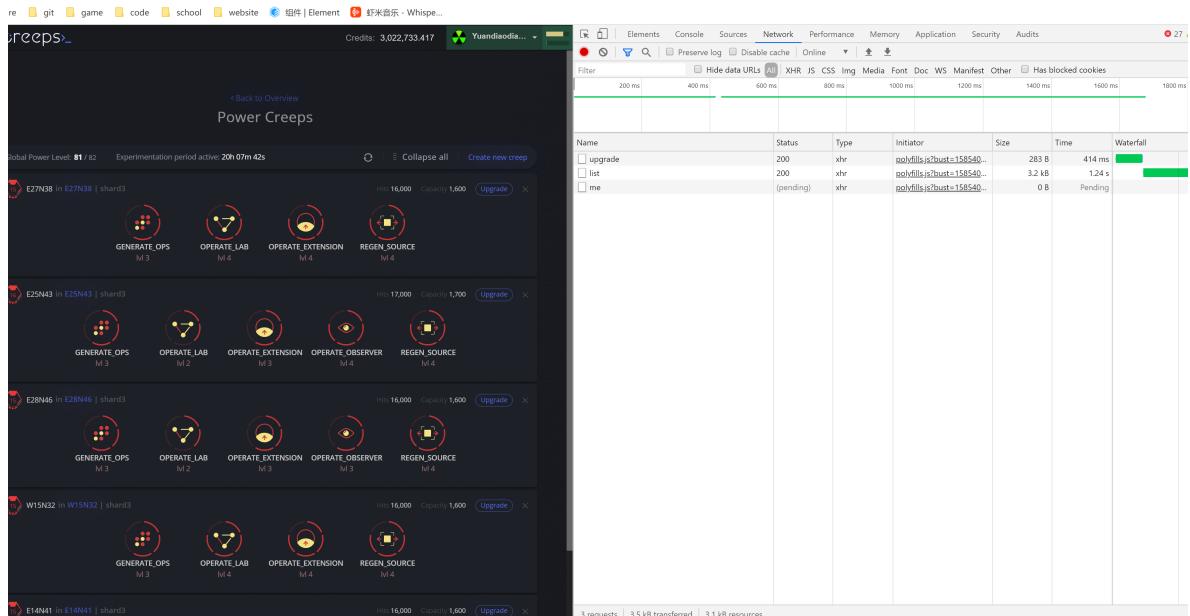 re git game code school website 组件 | Element 虾米音乐 - Whispe...
creeps>_ Credits: 3,022,733.417 Yuandiaodia...
< Back to Overview
Power Creeps
Global Power Level: 81 / 82 Experimentation period active: 20h 07m 42s Collapse all Create new creep
E27N38 in E27N38 | shard3 Hits 16,000 Capacity 1,600 Upgrade ×
GENERATE_OPS OPERATE_LAB OPERATE_EXTENSION REGEN_SOURCE
lvl 3 lvl 4 lvl 4 lvl 4
E25N43 in E25N43 | shard3 Hits 17,000 Capacity 1,700 Upgrade ×
GENERATE_OPS OPERATE_LAB OPERATE_EXTENSION OPERATE_OBSERVER REGEN_SOURCE
lvl 3 lvl 2 lvl 3 lvl 4 lvl 4
E28N46 in E28N46 | shard3 Hits 16,000 Capacity 1,600 Upgrade ×
GENERATE_OPS OPERATE_LAB OPERATE_EXTENSION OPERATE_OBSERVER REGEN_SOURCE
lvl 3 lvl 2 lvl 3 lvl 3 lvl 4
W15N32 in W15N32 | shard3 Hits 16,000 Capacity 1,600 Upgrade ×
GENERATE_OPS OPERATE_LAB OPERATE_EXTENSION REGEN_SOURCE
lvl 3 lvl 4 lvl 4 lvl 4
E14N41 in E14N41 | shard3 Hits 16,000 Capacity 1,600 Upgrade ×
Elements Console Sources Network Performance Memory Application Security Audits 27
Preserve log Disable cache Online
Filter Hide data URLs All XHR JS CSS Img Media Font Doc WS Manifest Other Has blocked cookies
200 ms 400 ms 600 ms 800 ms 1000 ms 1200 ms 1400 ms 1600 ms 1800 ms
Name Status Type Initiator Size Time Waterfall
upgrade 200 xhr polyfills.js?bust=158540... 283 B 414 ms
list 200 xhr polyfills.js?bust=158540... 3.2 kB 1.24 s
me (pending) xhr polyfills.js?bust=158540... 0 B Pending
3 requests 3.5 kB transferred 3.1 kB resources